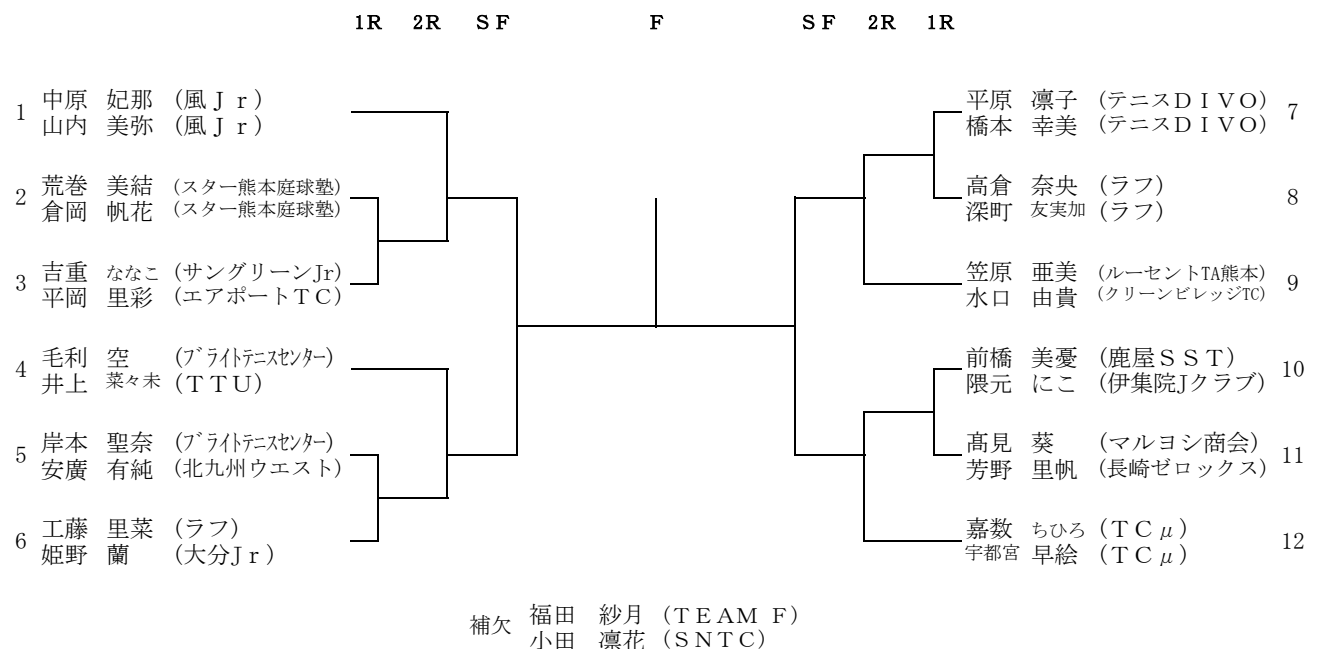 1R 2R SF F SF 2R 1R
1 中原 妃那 (風Jr)
山内 美弥 (風Jr)
2 荒巻 美結 (スター熊本庭球塾)
倉岡 帆花 (スター熊本庭球塾)
3 吉重 ななこ (サングリーンJr)
平岡 里彩 (エアポートTC)
4 毛利 空 (ブライトテニスセンター)
井上 菜々未 (TTU)
5 岸本 聖奈 (ブライトテニスセンター)
安廣 有純 (北九州ウエスト)
6 工藤 里菜 (ラフ)
姫野 蘭 (大分Jr)
平原 凛子 (テニスDIVO) 7
橋本 幸美 (テニスDIVO)
高倉 奈央 (ラフ) 8
深町 友実加 (ラフ)
笠原 亜美 (ルーセントTA熊本) 9
水口 由貴 (クリーンビレッジTC)
前橋 美憂 (鹿屋SST) 10
隈元 にこ (伊集院Jクラブ)
髙見 葵 (マルヨシ商会) 11
芳野 里帆 (長崎ゼロックス)
嘉数 ちひろ (TCμ) 12
宇都宮 早絵 (TCμ)
補欠 福田 紗月 (TEAM F)
小田 凛花 (SNTC)